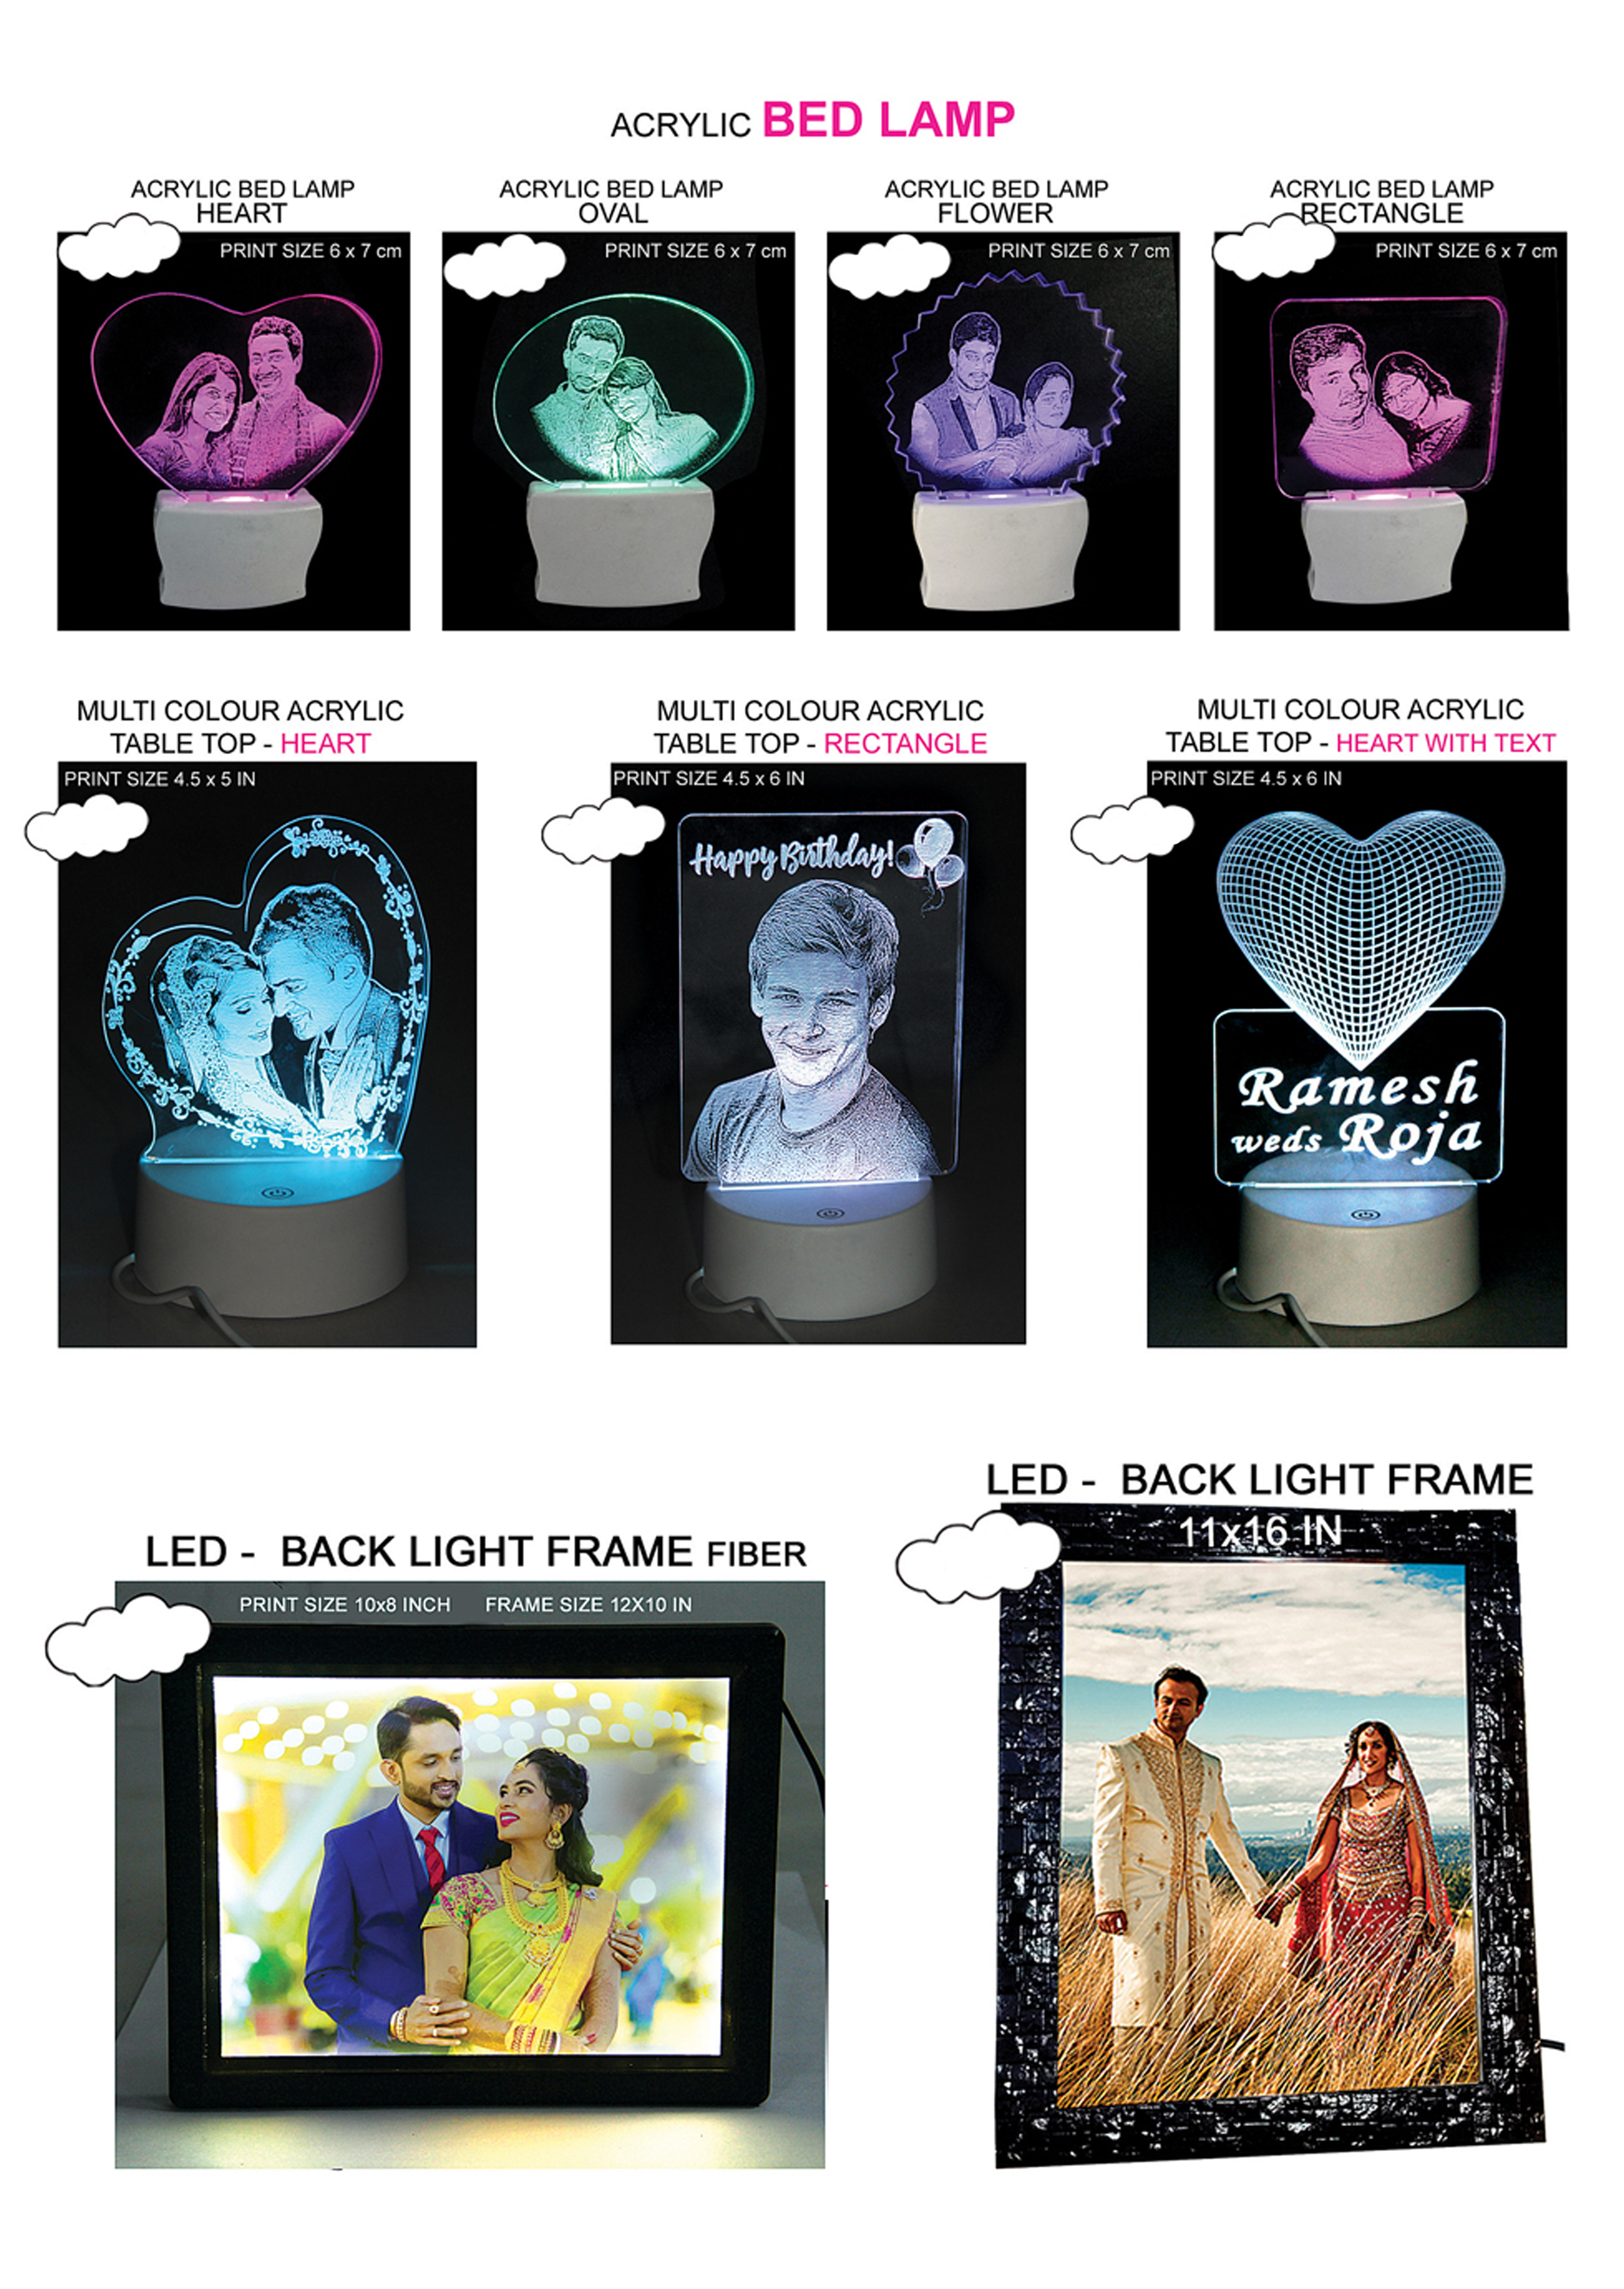 ACRYLIC BED LAMP
ACRYLIC BED LAMP
HEART
PRINT SIZE 6 x 7 cm
ACRYLIC BED LAMP
OVAL
PRINT SIZE 6 x 7 cm
ACRYLIC BED LAMP
FLOWER
PRINT SIZE 6 x 7 cm
ACRYLIC BED LAMP
RECTANGLE
PRINT SIZE 6 x 7 cm
MULTI COLOUR ACRYLIC
TABLE TOP - HEART
PRINT SIZE 4.5 x 5 IN
MULTI COLOUR ACRYLIC
TABLE TOP - RECTANGLE
PRINT SIZE 4.5 x 6 IN
Happy Birthday!
MULTI COLOUR ACRYLIC
TABLE TOP - HEART WITH TEXT
PRINT SIZE 4.5 x 6 IN
Ramesh
weds Roja
LED - BACK LIGHT FRAME FIBER
PRINT SIZE 10x8 INCH FRAME SIZE 12X10 IN
LED - BACK LIGHT FRAME
11x16 IN